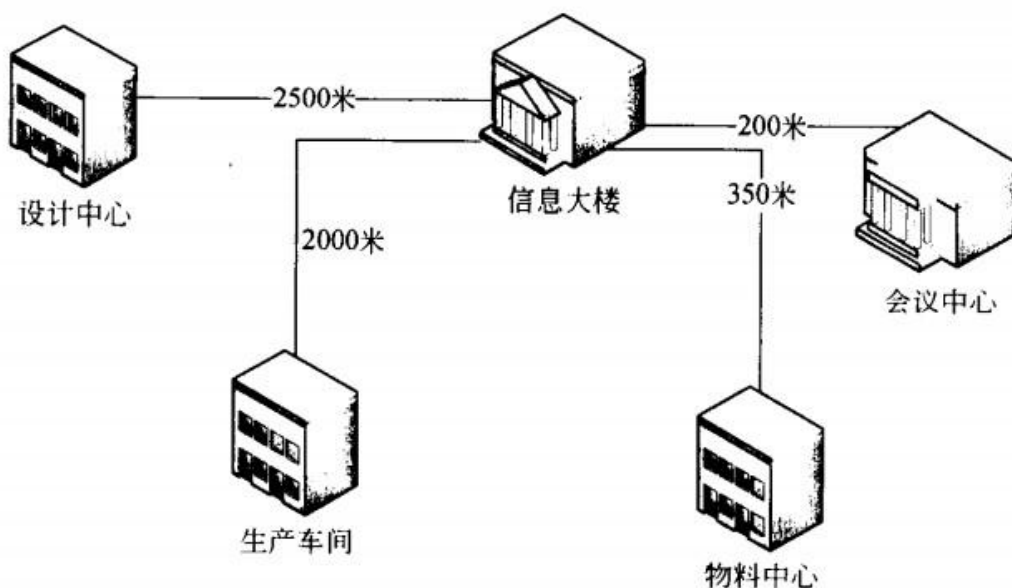 2500米
200米
设计中心
信息大楼
350米
2000米
会议中心
生产车间
物料中心